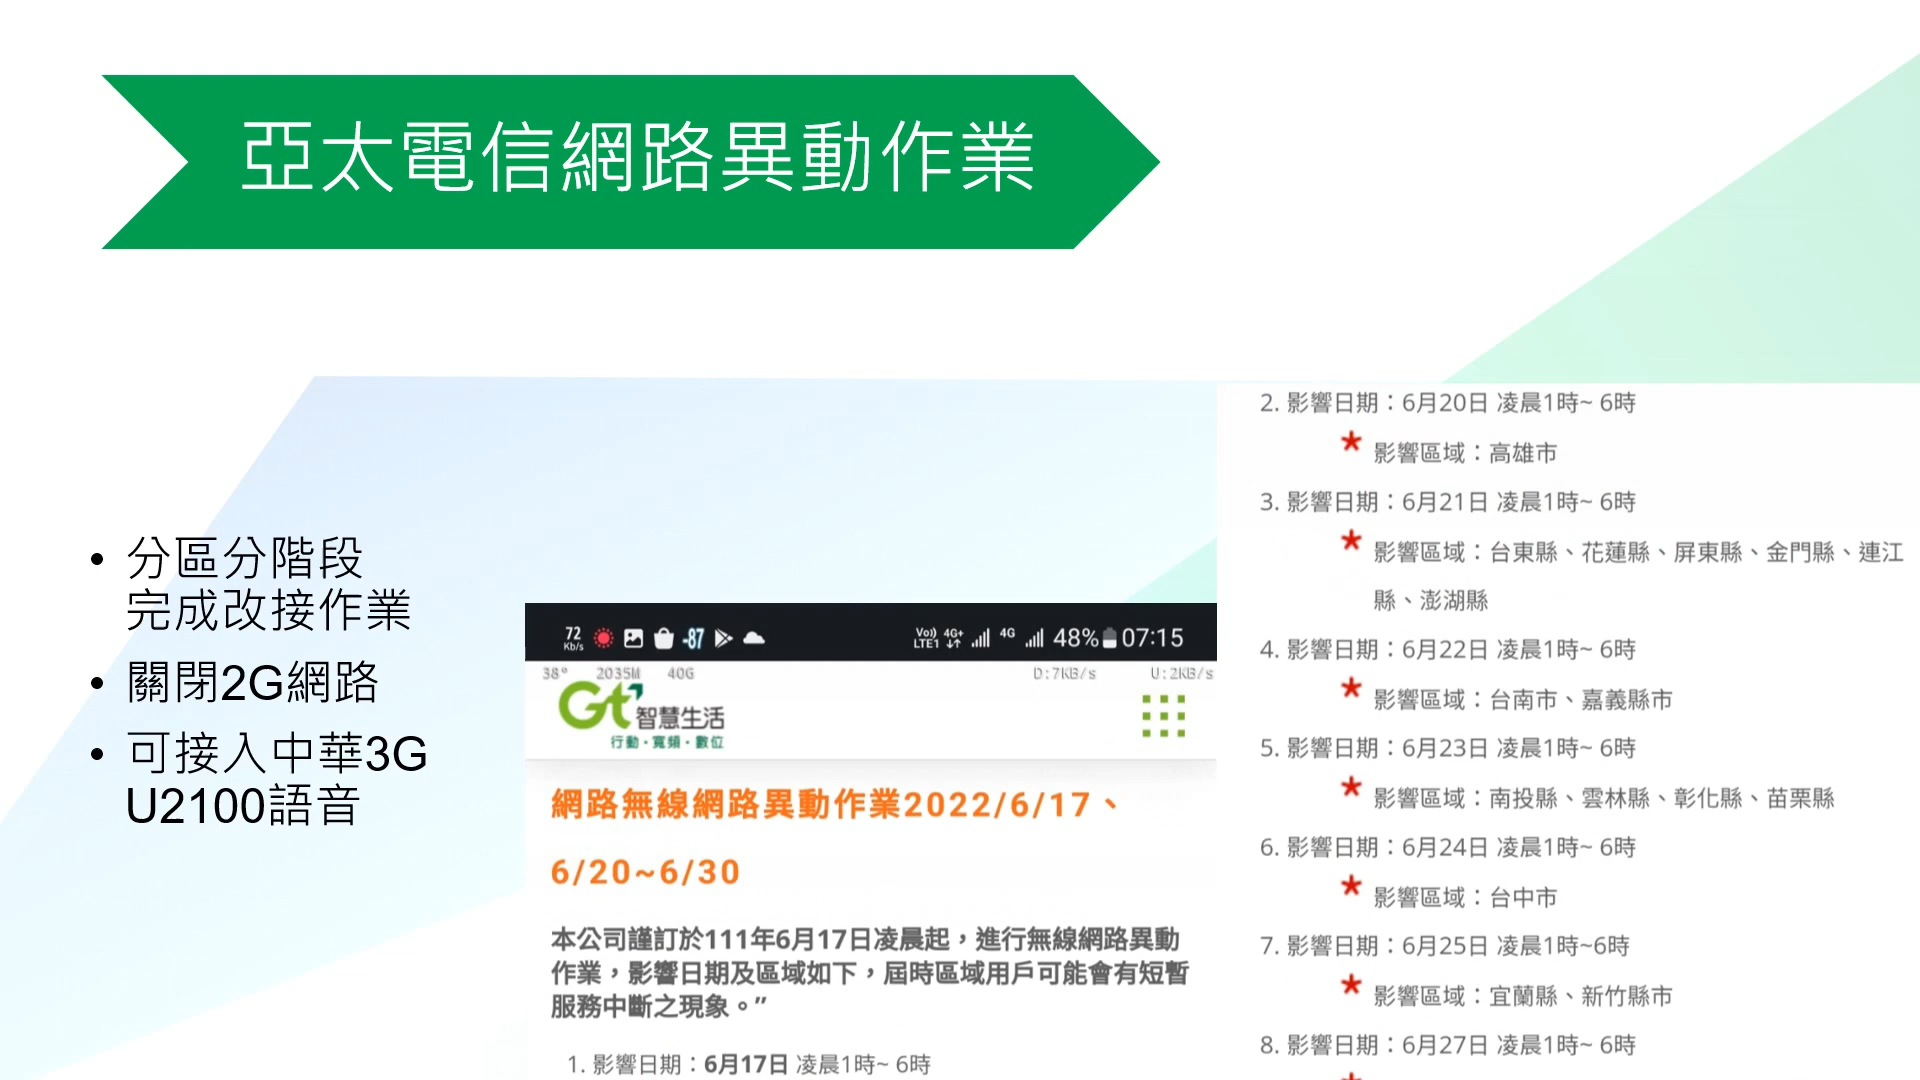 亞太電信網路異動作業
• 分區分階段
完成改接作業
• 關閉2G網路
• 可接入中華3G
U2100語音
72
Kb/s
-87
Vo)) 4G+ 4G 48% 07:15
LTE1
38° 2035M 40G D:7KB/s U:2KB/s
Gt 智慧生活
行動·寬頻·數位
網路無線網路異動作業2022/6/17、
6/20~6/30
本公司謹訂於111年6月17日凌晨起，進行無線網路異動
作業，影響日期及區域如下，屆時區域用戶可能會有短暫
服務中斷之現象。”
1. 影響日期：6月17日 凌晨1時~ 6時
2. 影響日期：6月20日 凌晨1時~ 6時
* 影響區域：高雄市
3. 影響日期：6月21日 凌晨1時~ 6時
* 影響區域：台東縣、花蓮縣、屏東縣、金門縣、連江
縣、澎湖縣
4. 影響日期：6月22日 凌晨1時~ 6時
* 影響區域：台南市、嘉義縣市
5. 影響日期：6月23日 凌晨1時~ 6時
* 影響區域：南投縣、雲林縣、彰化縣、苗栗縣
6. 影響日期：6月24日 凌晨1時~ 6時
* 影響區域：台中市
7. 影響日期：6月25日 凌晨1時~6時
* 影響區域：宜蘭縣、新竹縣市
8. 影響日期：6月27日 凌晨1時~ 6時